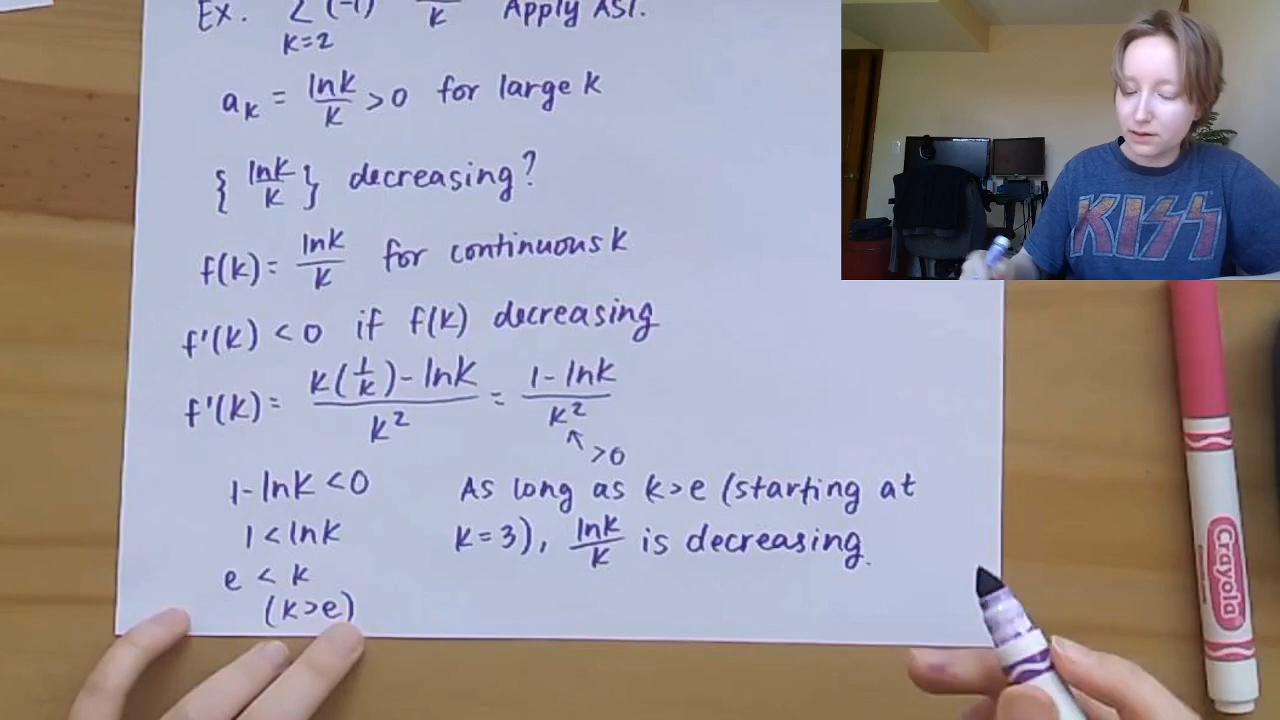 Ex. Σ (-1) k Apply AST.
k=2
a_k = lnk/k > 0 for large k
{ lnk/k } decreasing?
f(k) = lnk/k for continuous k
f'(k) < 0 if f(k) decreasing
f'(k) = (k(1/k) - lnk)/k² = (1 - lnk)/k²
↖ >0
1 - lnk < 0
1 < lnk
e < k
(k>e)
As long as k>e (starting at
k=3), lnk/k is decreasing.
KISS
Crayola